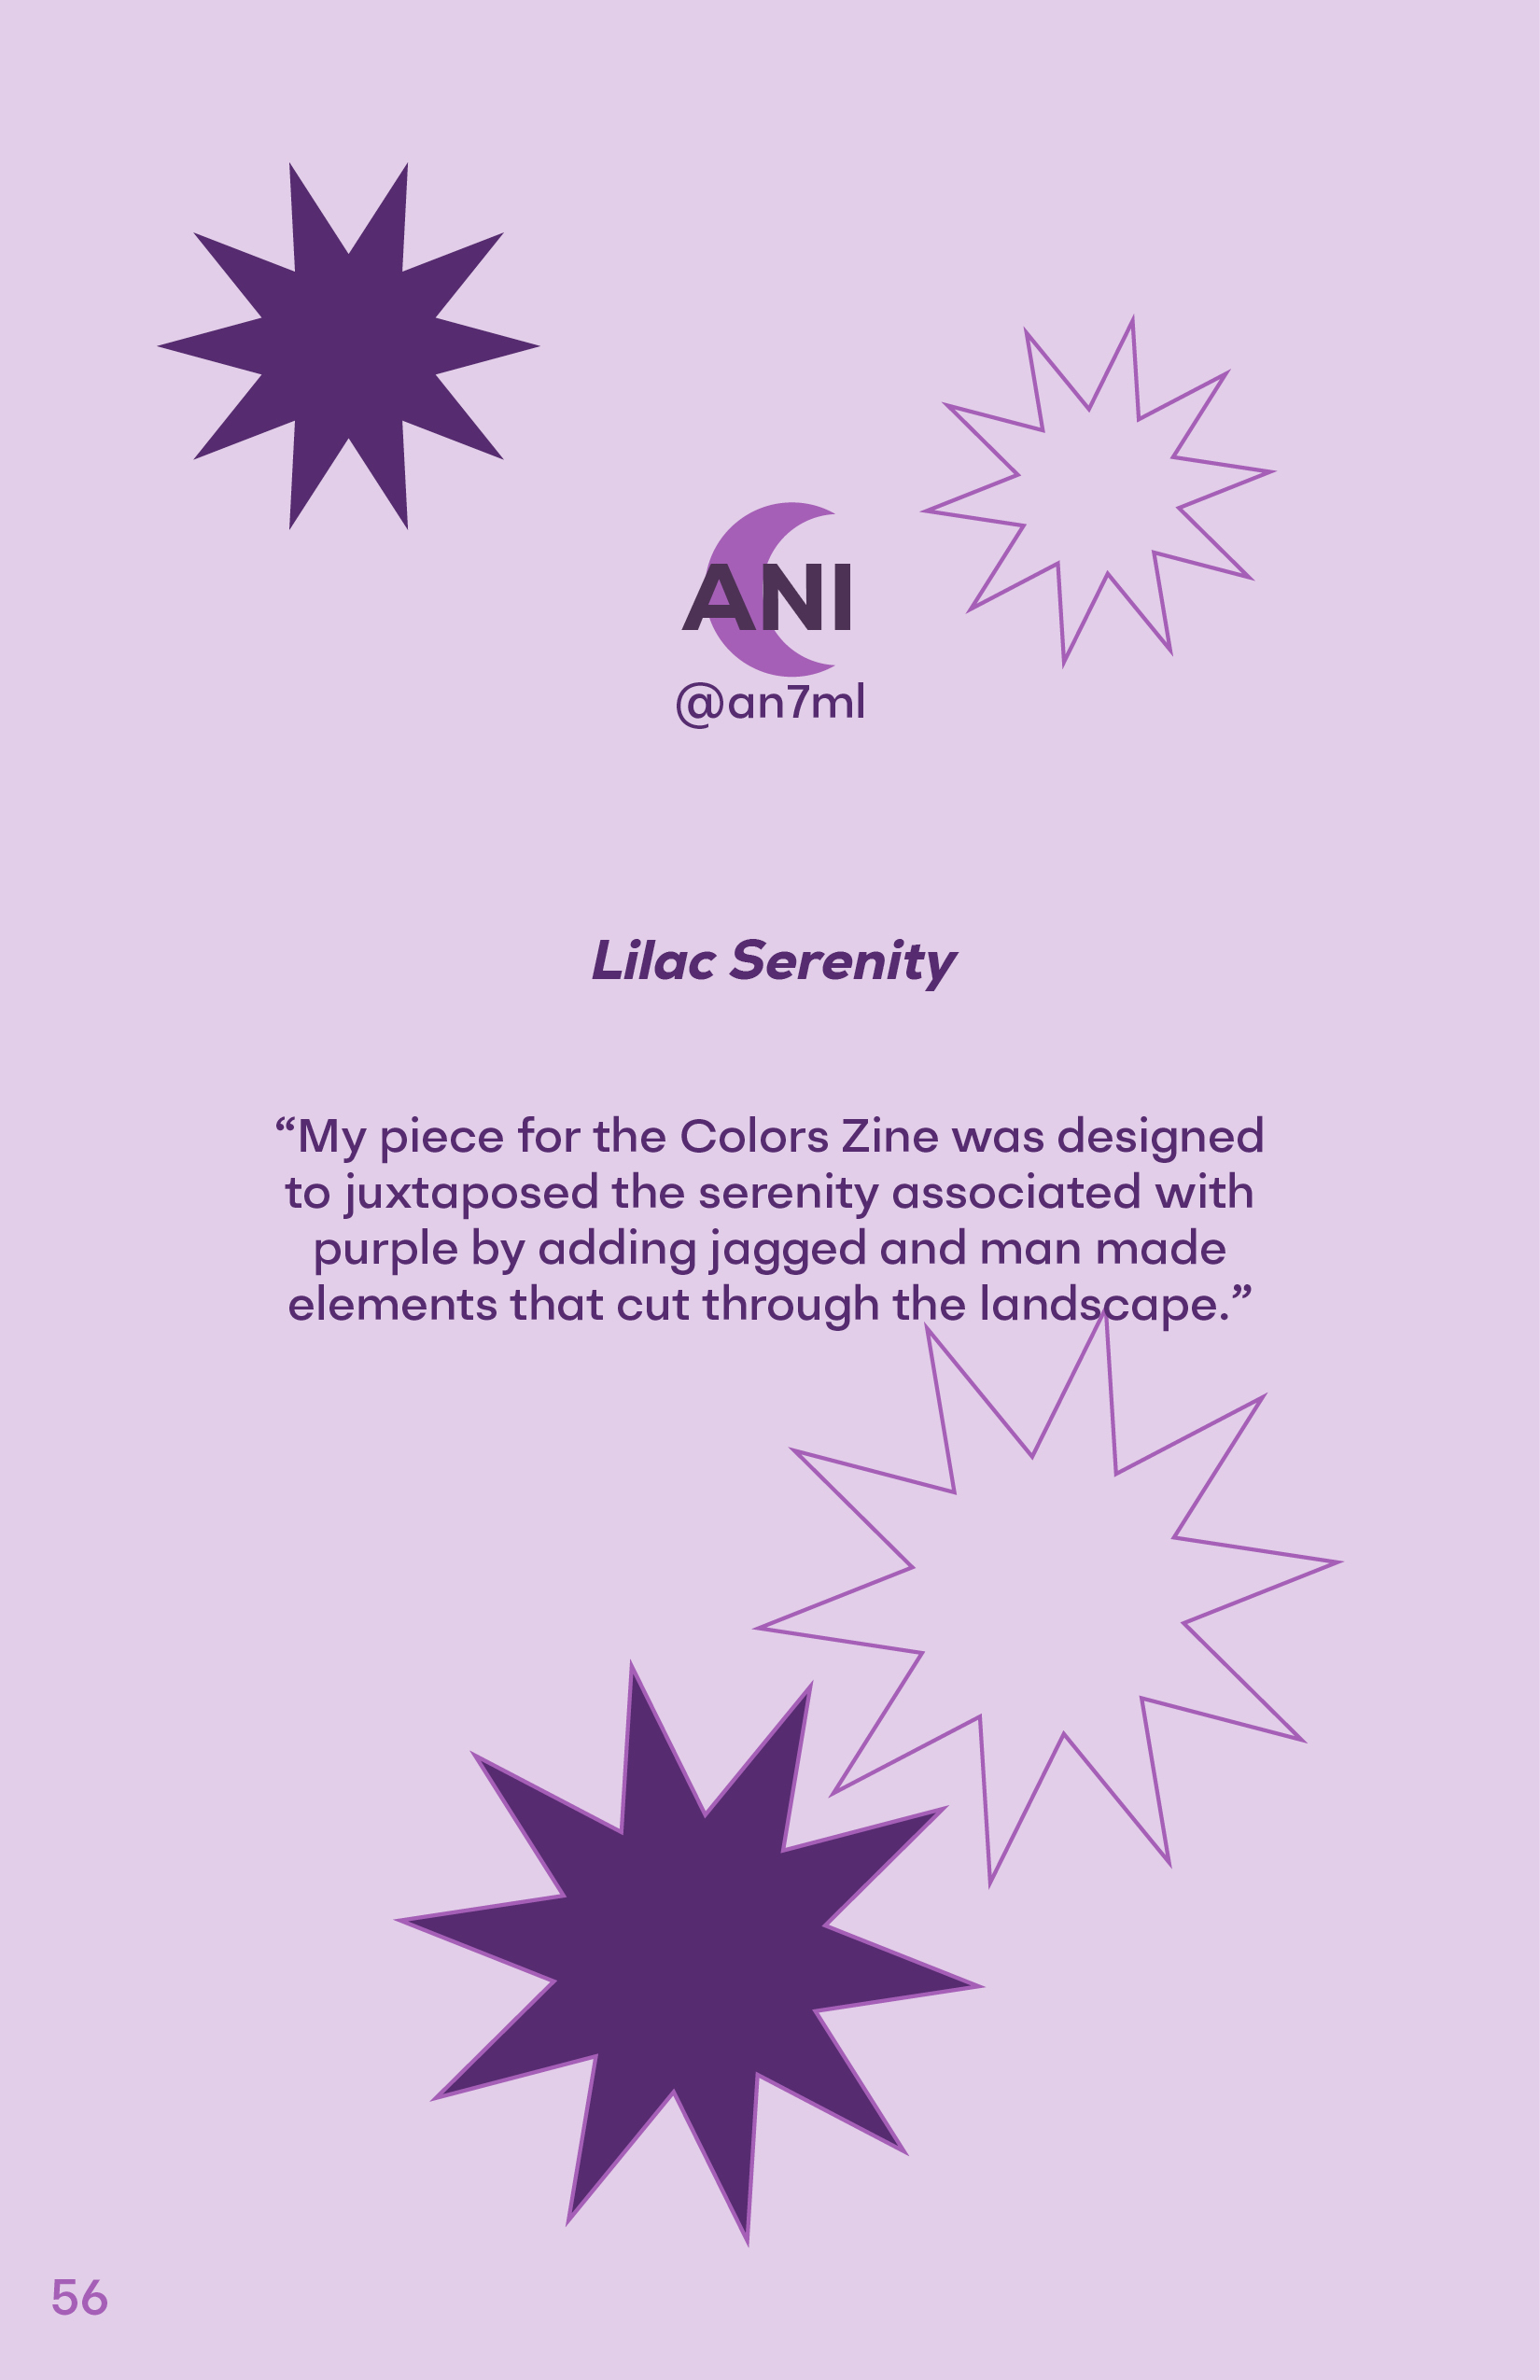 ANI
@an7ml
Lilac Serenity
“My piece for the Colors Zine was designed
to juxtaposed the serenity associated with
purple by adding jagged and man made
elements that cut through the landscape.”
56